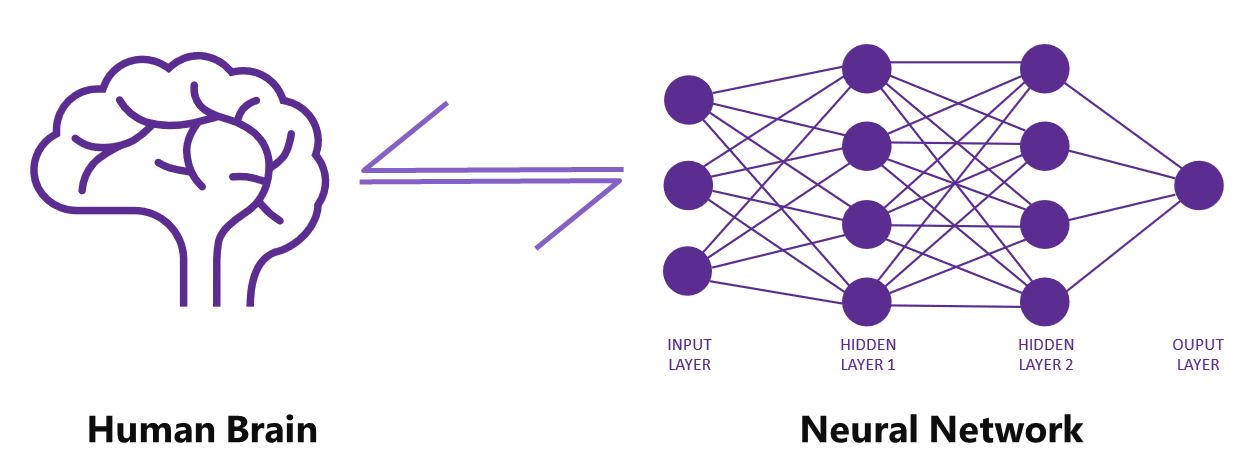 INPUT
LAYER
HIDDEN
LAYER 1
HIDDEN
LAYER 2
OUPUT
LAYER
Human Brain
Neural Network